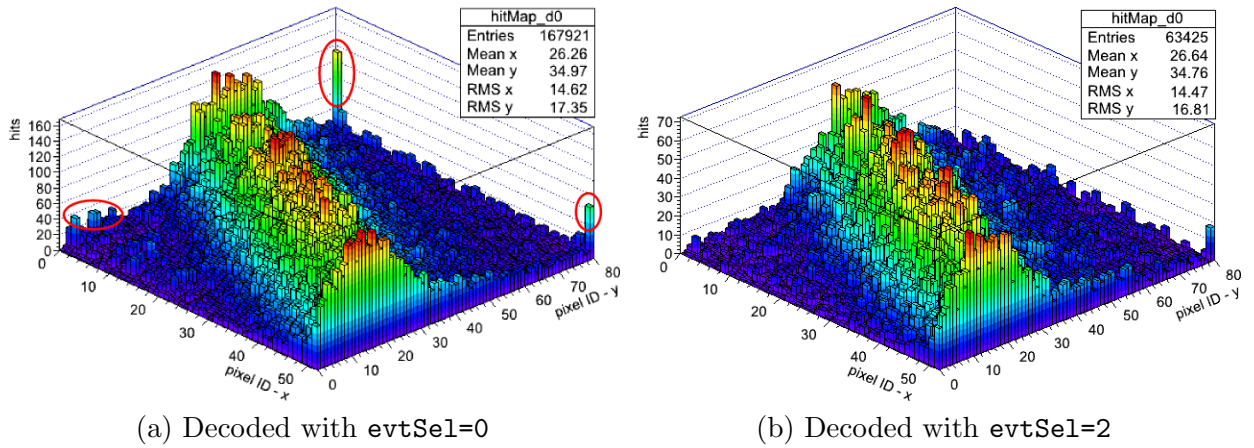 hitMap_d0
Entries 167921
Mean x 26.26
Mean y 34.97
RMS x 14.62
RMS y 17.35
hits
160
140
120
100
80
60
40
20
0
0
10
20
30
40
50
pixel ID - x
0
10
20
30
40
50
60
70
80
pixel ID - y
(a) Decoded with evtSel=0
hitMap_d0
Entries 63425
Mean x 26.64
Mean y 34.76
RMS x 14.47
RMS y 16.81
hits
70
60
50
40
30
20
10
0
0
10
20
30
40
50
pixel ID - x
0
10
20
30
40
50
60
70
80
pixel ID - y
(b) Decoded with evtSel=2